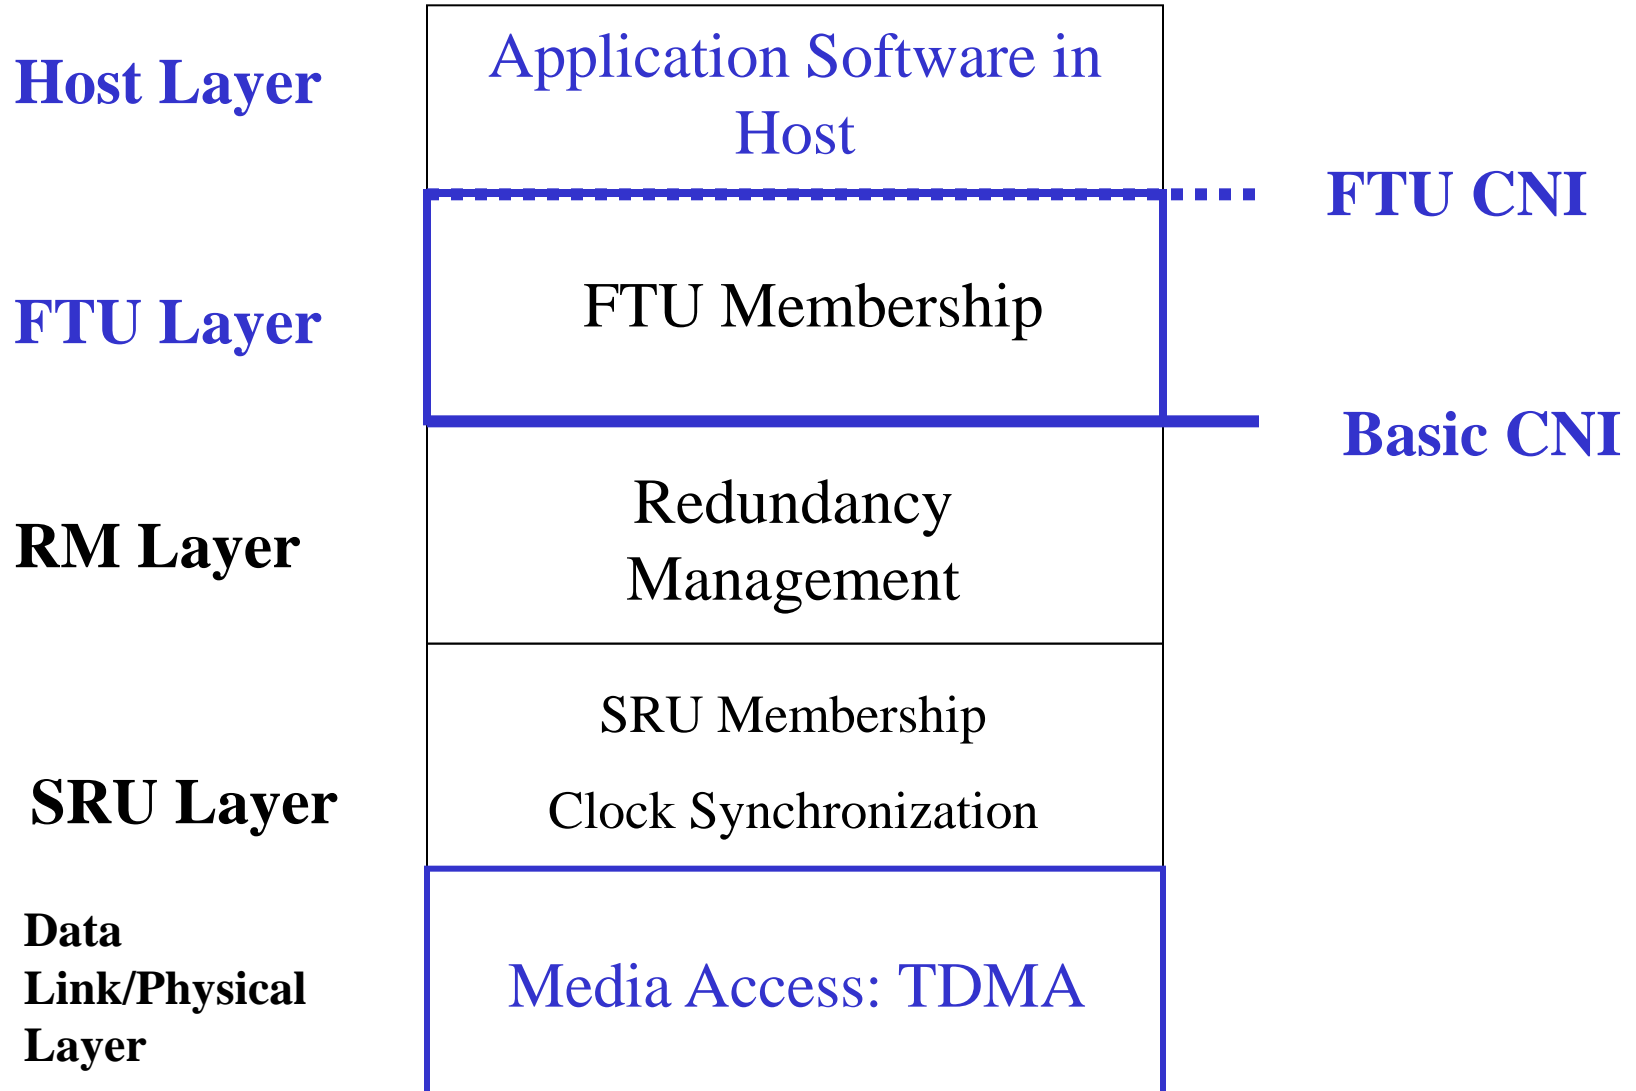 Host Layer
Application Software in
Host
FTU CNI
FTU Layer
FTU Membership
Basic CNI
RM Layer
Redundancy
Management
SRU Layer
SRU Membership
Clock Synchronization
Data
Link/Physical
Layer
Media Access: TDMA